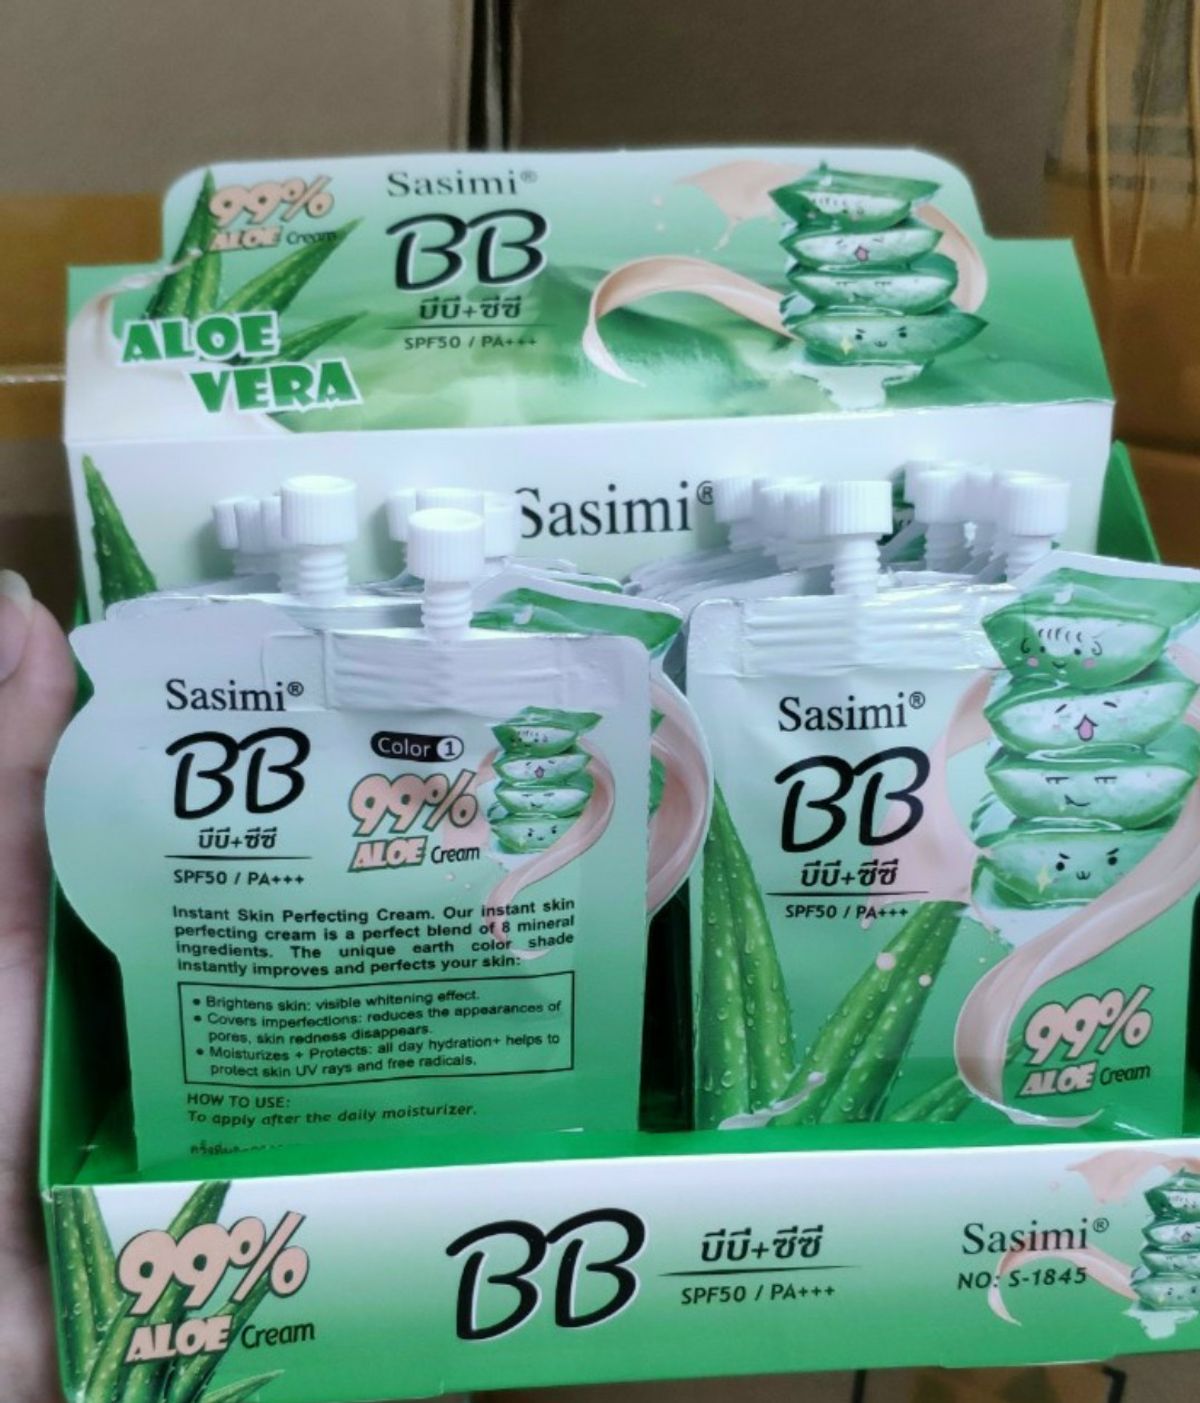 99%
ALOE Cream
Sasimi®
BB
บีบี+ซีซี
SPF50 / PA+++
ALOE
VERA
Sasimi®
Sasimi®
BB
บีบี+ซีซี
SPF50 / PA+++
Color 1
99%
ALOE Cream
Instant Skin Perfecting Cream. Our instant skin
perfecting cream is a perfect blend of 8 mineral
ingredients. The unique earth color shade
instantly improves and perfects your skin:
• Brightens skin: visible whitening effect.
• Covers imperfections: reduces the appearances of
pores, skin redness disappears.
• Moisturizes + Protects: all day hydration+ helps to
protect skin UV rays and free radicals.
HOW TO USE:
To apply after the daily moisturizer.
Sasimi®
BB
บีบี+ซีซี
SPF50 / PA+++
99%
ALOE Cream
99%
ALOE Cream
BB
บีบี+ซีซี
SPF50 / PA+++
Sasimi®
NO: S-1845